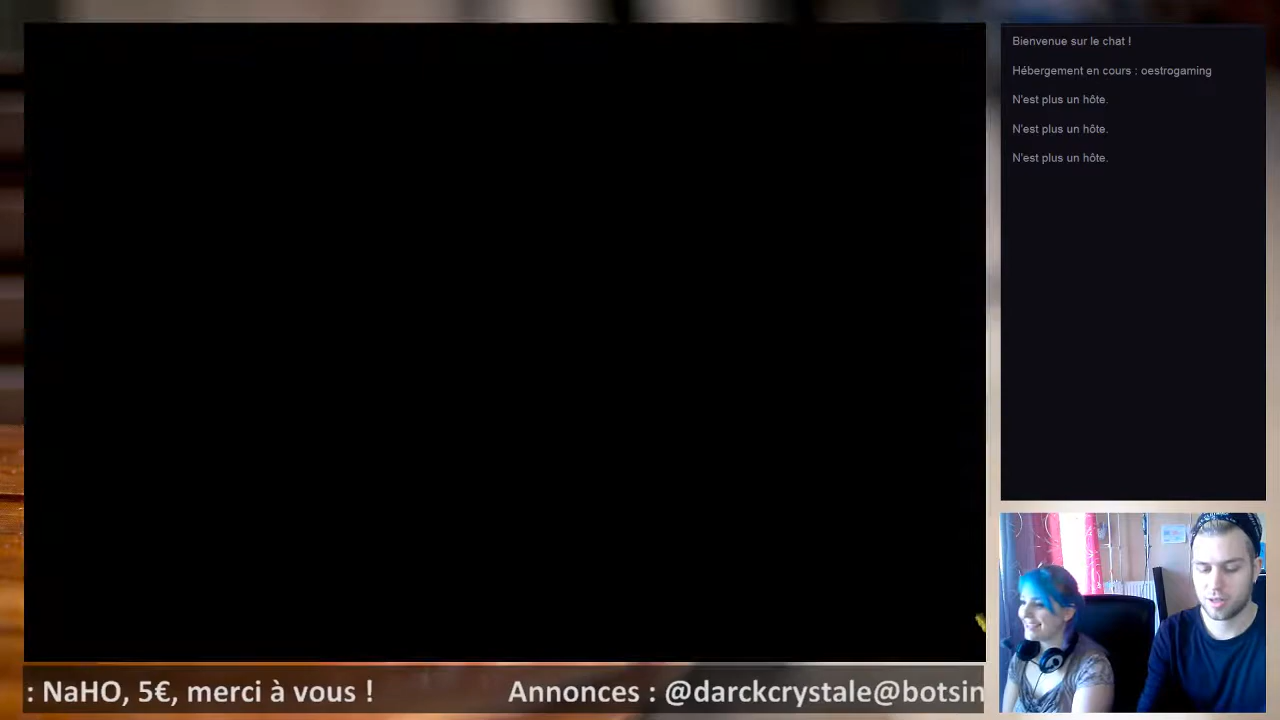 Bienvenue sur le chat !
Hébergement en cours : oestrogaming
N'est plus un hôte.
N'est plus un hôte.
N'est plus un hôte.
: NaHO, 5€, merci à vous ! Annonces : @darckcrystale@botsin